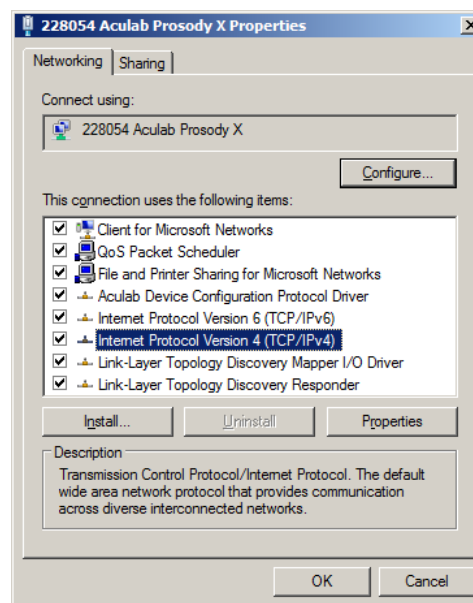 228054 Aculab Prosody X Properties
Networking Sharing
Connect using:
228054 Aculab Prosody X
Configure...
This connection uses the following items:
Client for Microsoft Networks
QoS Packet Scheduler
File and Printer Sharing for Microsoft Networks
Aculab Device Configuration Protocol Driver
Internet Protocol Version 6 (TCP/IPv6)
Internet Protocol Version 4 (TCP/IPv4)
Link-Layer Topology Discovery Mapper I/O Driver
Link-Layer Topology Discovery Responder
Install... Uninstall Properties
Description
Transmission Control Protocol/Internet Protocol. The default
wide area network protocol that provides communication
across diverse interconnected networks.
OK Cancel